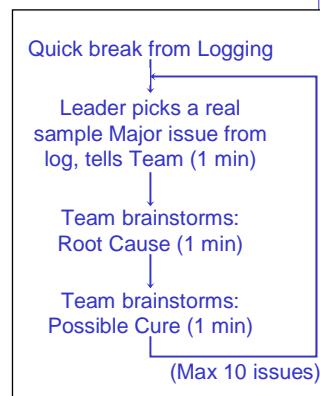 Quick break from Logging
Leader picks a real
sample Major issue from
log, tells Team (1 min)
Team brainstorms:
Root Cause (1 min)
Team brainstorms:
Possible Cure (1 min)
(Max 10 issues)